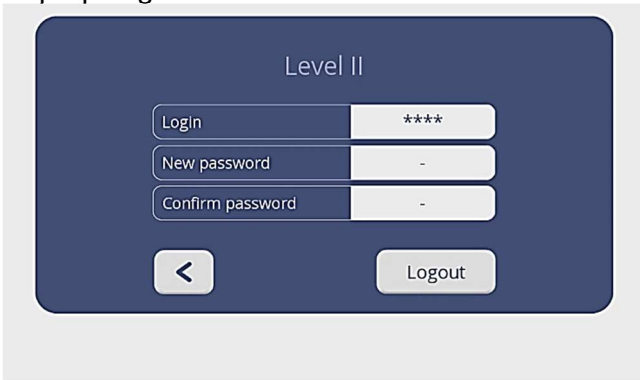 Level II
Login ****
New password -
Confirm password -
< Logout